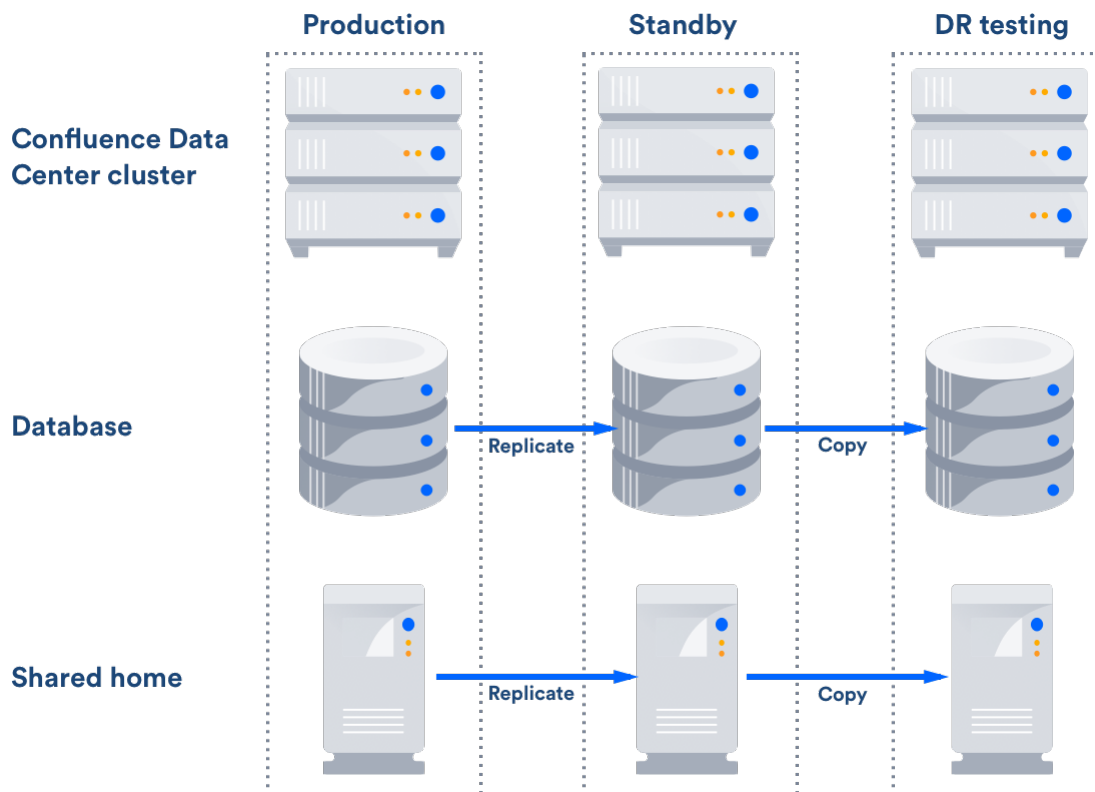 Production
Standby
DR testing
Confluence Data
Center cluster
Database
Replicate
Copy
Shared home
Replicate
Copy